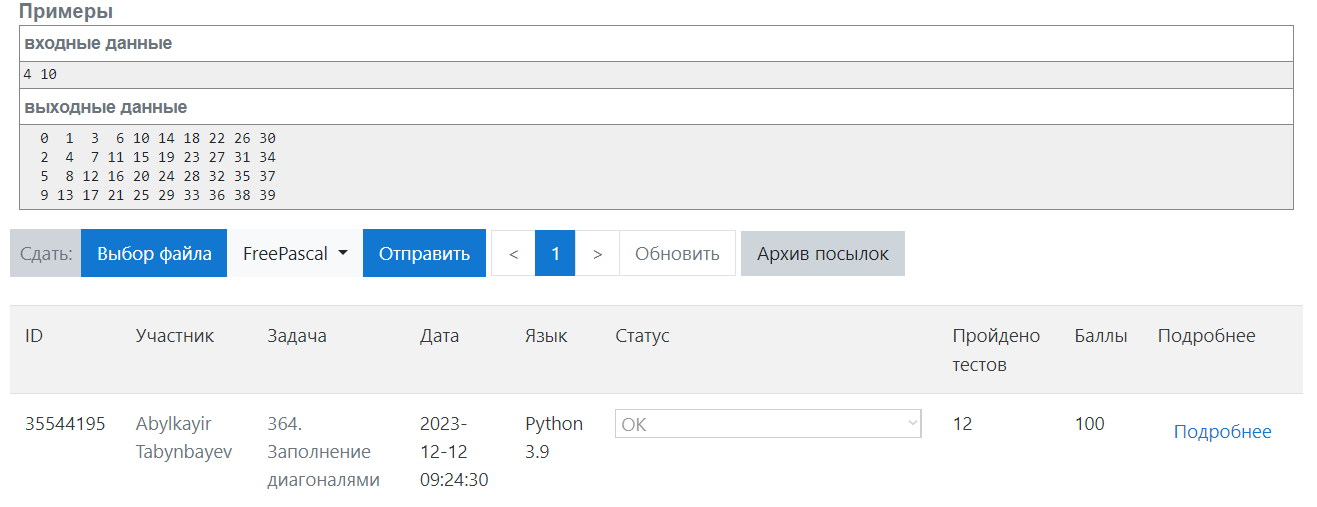 Примеры
входные данные
4 10
выходные данные
0 1 3 6 10 14 18 22 26 30
2 4 7 11 15 19 23 27 31 34
5 8 12 16 20 24 28 32 35 37
9 13 17 21 25 29 33 36 38 39
Сдать: Выбор файла FreePascal Отправить < 1 > Обновить Архив посылок
ID Участник Задача Дата Язык Статус Пройдено тестов Баллы Подробнее
35544195 Abylkayir Tabynbayev 364. Заполнение диагоналями 2023-12-12 09:24:30 Python 3.9 OK 12 100 Подробнее